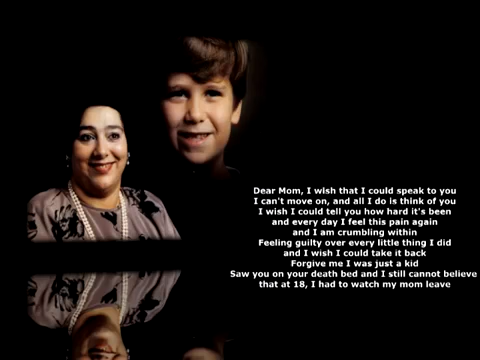 Dear Mom, I wish that I could speak to you
I can't move on, and all I do is think of you
I wish I could tell you how hard it's been
and every day I feel this pain again
and I am crumbling within
Feeling guilty over every little thing I did
and I wish I could take it back
Forgive me I was just a kid
Saw you on your death bed and I still cannot believe
that at 18, I had to watch my mom leave